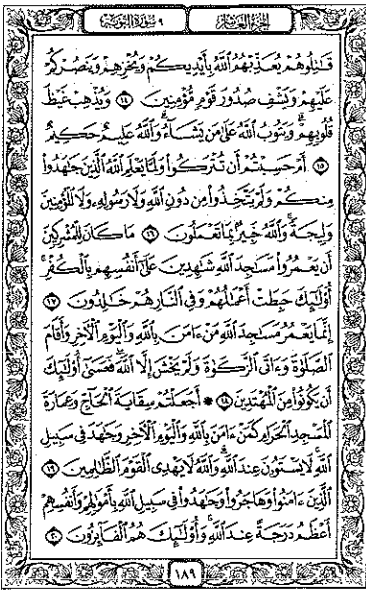 الجزء العاشر ٩ سورة التوبة
قَٰتِلُوهُمْ يُعَذِّبْهُمُ ٱللَّهُ بِأَيْدِيكُمْ وَيُخْزِهِمْ وَيَنصُرْكُمْ
عَلَيْهِمْ وَيَشْفِ صُدُورَ قَوْمٍ مُّؤْمِنِينَ ١٤ وَيُذْهِبْ غَيْظَ
قُلُوبِهِمْ ۗ وَيَتُوبُ ٱللَّهُ عَلَىٰ مَن يَشَآءُ ۗ وَٱللَّهُ عَلِيمٌ حَكِيمٌ
١٥ أَمْ حَسِبْتُمْ أَن تُتْرَكُوا۟ وَلَمَّا يَعْلَمِ ٱللَّهُ ٱلَّذِينَ جَٰهَدُوا۟
مِنكُمْ وَلَمْ يَتَّخِذُوا۟ مِن دُونِ ٱللَّهِ وَلَا رَسُولِهِۦ وَلَا ٱلْمُؤْمِنِينَ
وَلِيجَةً ۚ وَٱللَّهُ خَبِيرٌۢ بِمَا تَعْمَلُونَ ١٦ مَا كَانَ لِلْمُشْرِكِينَ
أَن يَعْمُرُوا۟ مَسَٰجِدَ ٱللَّهِ شَٰهِدِينَ عَلَىٰٓ أَنفُسِهِم بِٱلْكُفْرِ ۚ
أُو۟لَٰٓئِكَ حَبِطَتْ أَعْمَٰلُهُمْ وَفِى ٱلنَّارِ هُمْ خَٰلِدُونَ ١٧
إِنَّمَا يَعْمُرُ مَسَٰجِدَ ٱللَّهِ مَنْ ءَامَنَ بِٱللَّهِ وَٱلْيَوْمِ ٱلْءَاخِرِ وَأَقَامَ
ٱلصَّلَوٰةَ وَءَاتَى ٱلزَّكَوٰةَ وَلَمْ يَخْشَ إِلَّا ٱللَّهَ ۖ فَعَسَىٰٓ أُو۟لَٰٓئِكَ
أَن يَكُونُوا۟ مِنَ ٱلْمُهْتَدِينَ ١٨ ۞ أَجَعَلْتُمْ سِقَايَةَ ٱلْحَآجِّ وَعِمَارَةَ
ٱلْمَسْجِدِ ٱلْحَرَامِ كَمَنْ ءَامَنَ بِٱللَّهِ وَٱلْيَوْمِ ٱلْءَاخِرِ وَجَٰهَدَ فِى سَبِيلِ
ٱللَّهِ ۚ لَا يَسْتَوُۥنَ عِندَ ٱللَّهِ ۗ وَٱللَّهُ لَا يَهْدِى ٱلْقَوْمَ ٱلظَّٰلِمِينَ ١٩
ٱلَّذِينَ ءَامَنُوا۟ وَهَاجَرُوا۟ وَجَٰهَدُوا۟ فِى سَبِيلِ ٱللَّهِ بِأَمْوَٰلِهِمْ وَأَنفُسِهِمْ
أَعْظَمُ دَرَجَةً عِندَ ٱللَّهِ ۚ وَأُو۟لَٰٓئِكَ هُمُ ٱلْفَآئِزُونَ ٢٠
١٨٩